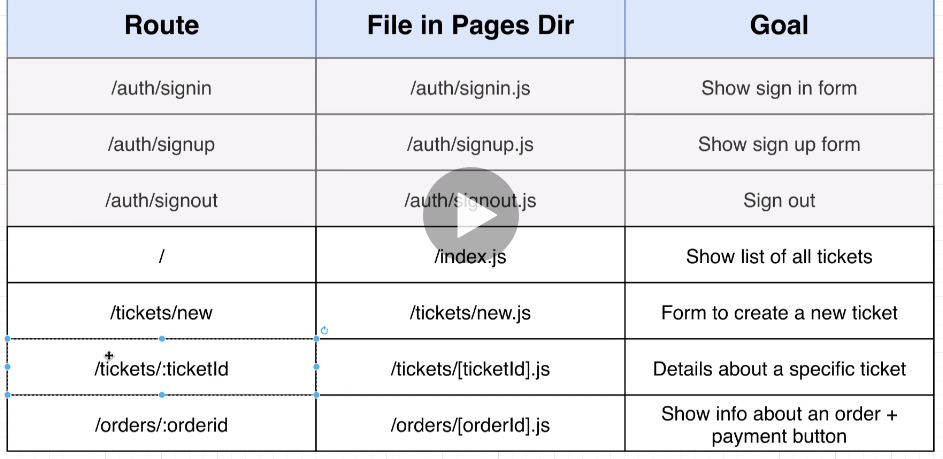 Route File in Pages Dir Goal
/auth/signin /auth/signin.js Show sign in form
/auth/signup /auth/signup.js Show sign up form
/auth/signout /auth/signout.js Sign out
/ /index.js Show list of all tickets
/tickets/new /tickets/new.js Form to create a new ticket
/tickets/:ticketId /tickets/[ticketId].js Details about a specific ticket
/orders/:orderid /orders/[orderId].js Show info about an order +
payment button